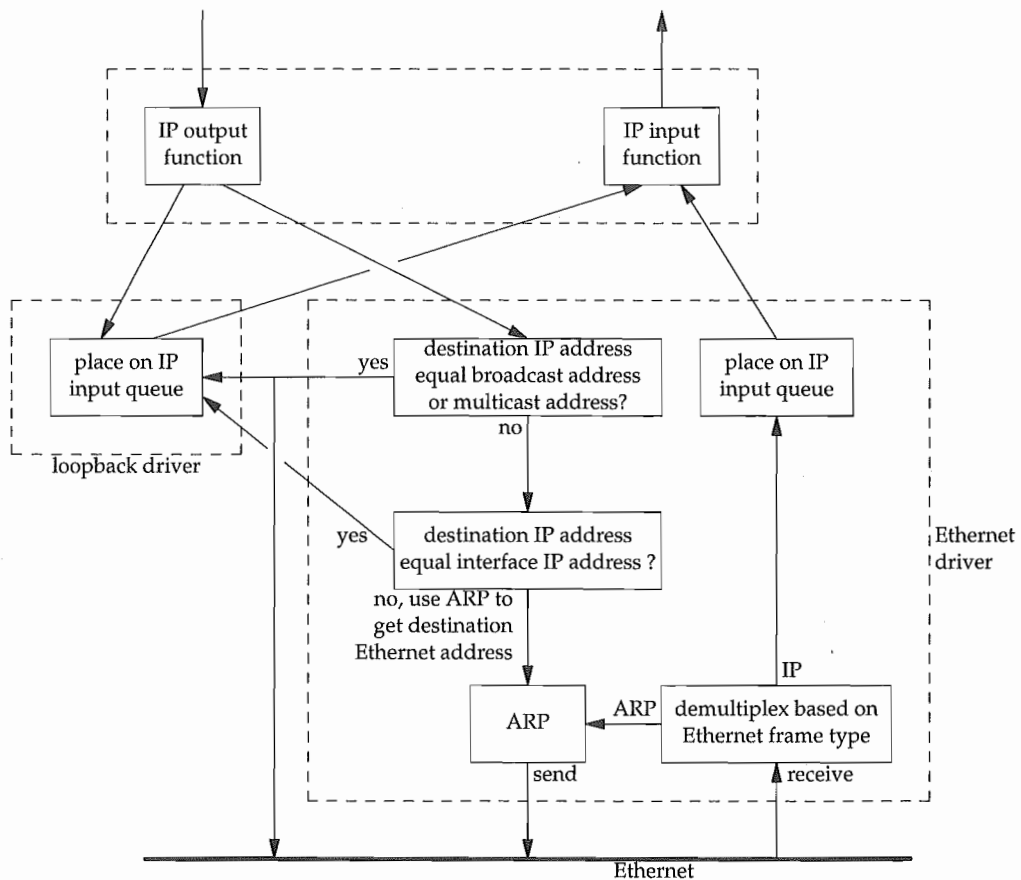 IP output
function
IP input
function
place on IP
input queue
loopback driver
yes
destination IP address
equal broadcast address
or multicast address?
no
place on IP
input queue
yes
destination IP address
equal interface IP address ?
no, use ARP to
get destination
Ethernet address
Ethernet
driver
ARP
send
ARP
IP
demultiplex based on
Ethernet frame type
receive
Ethernet